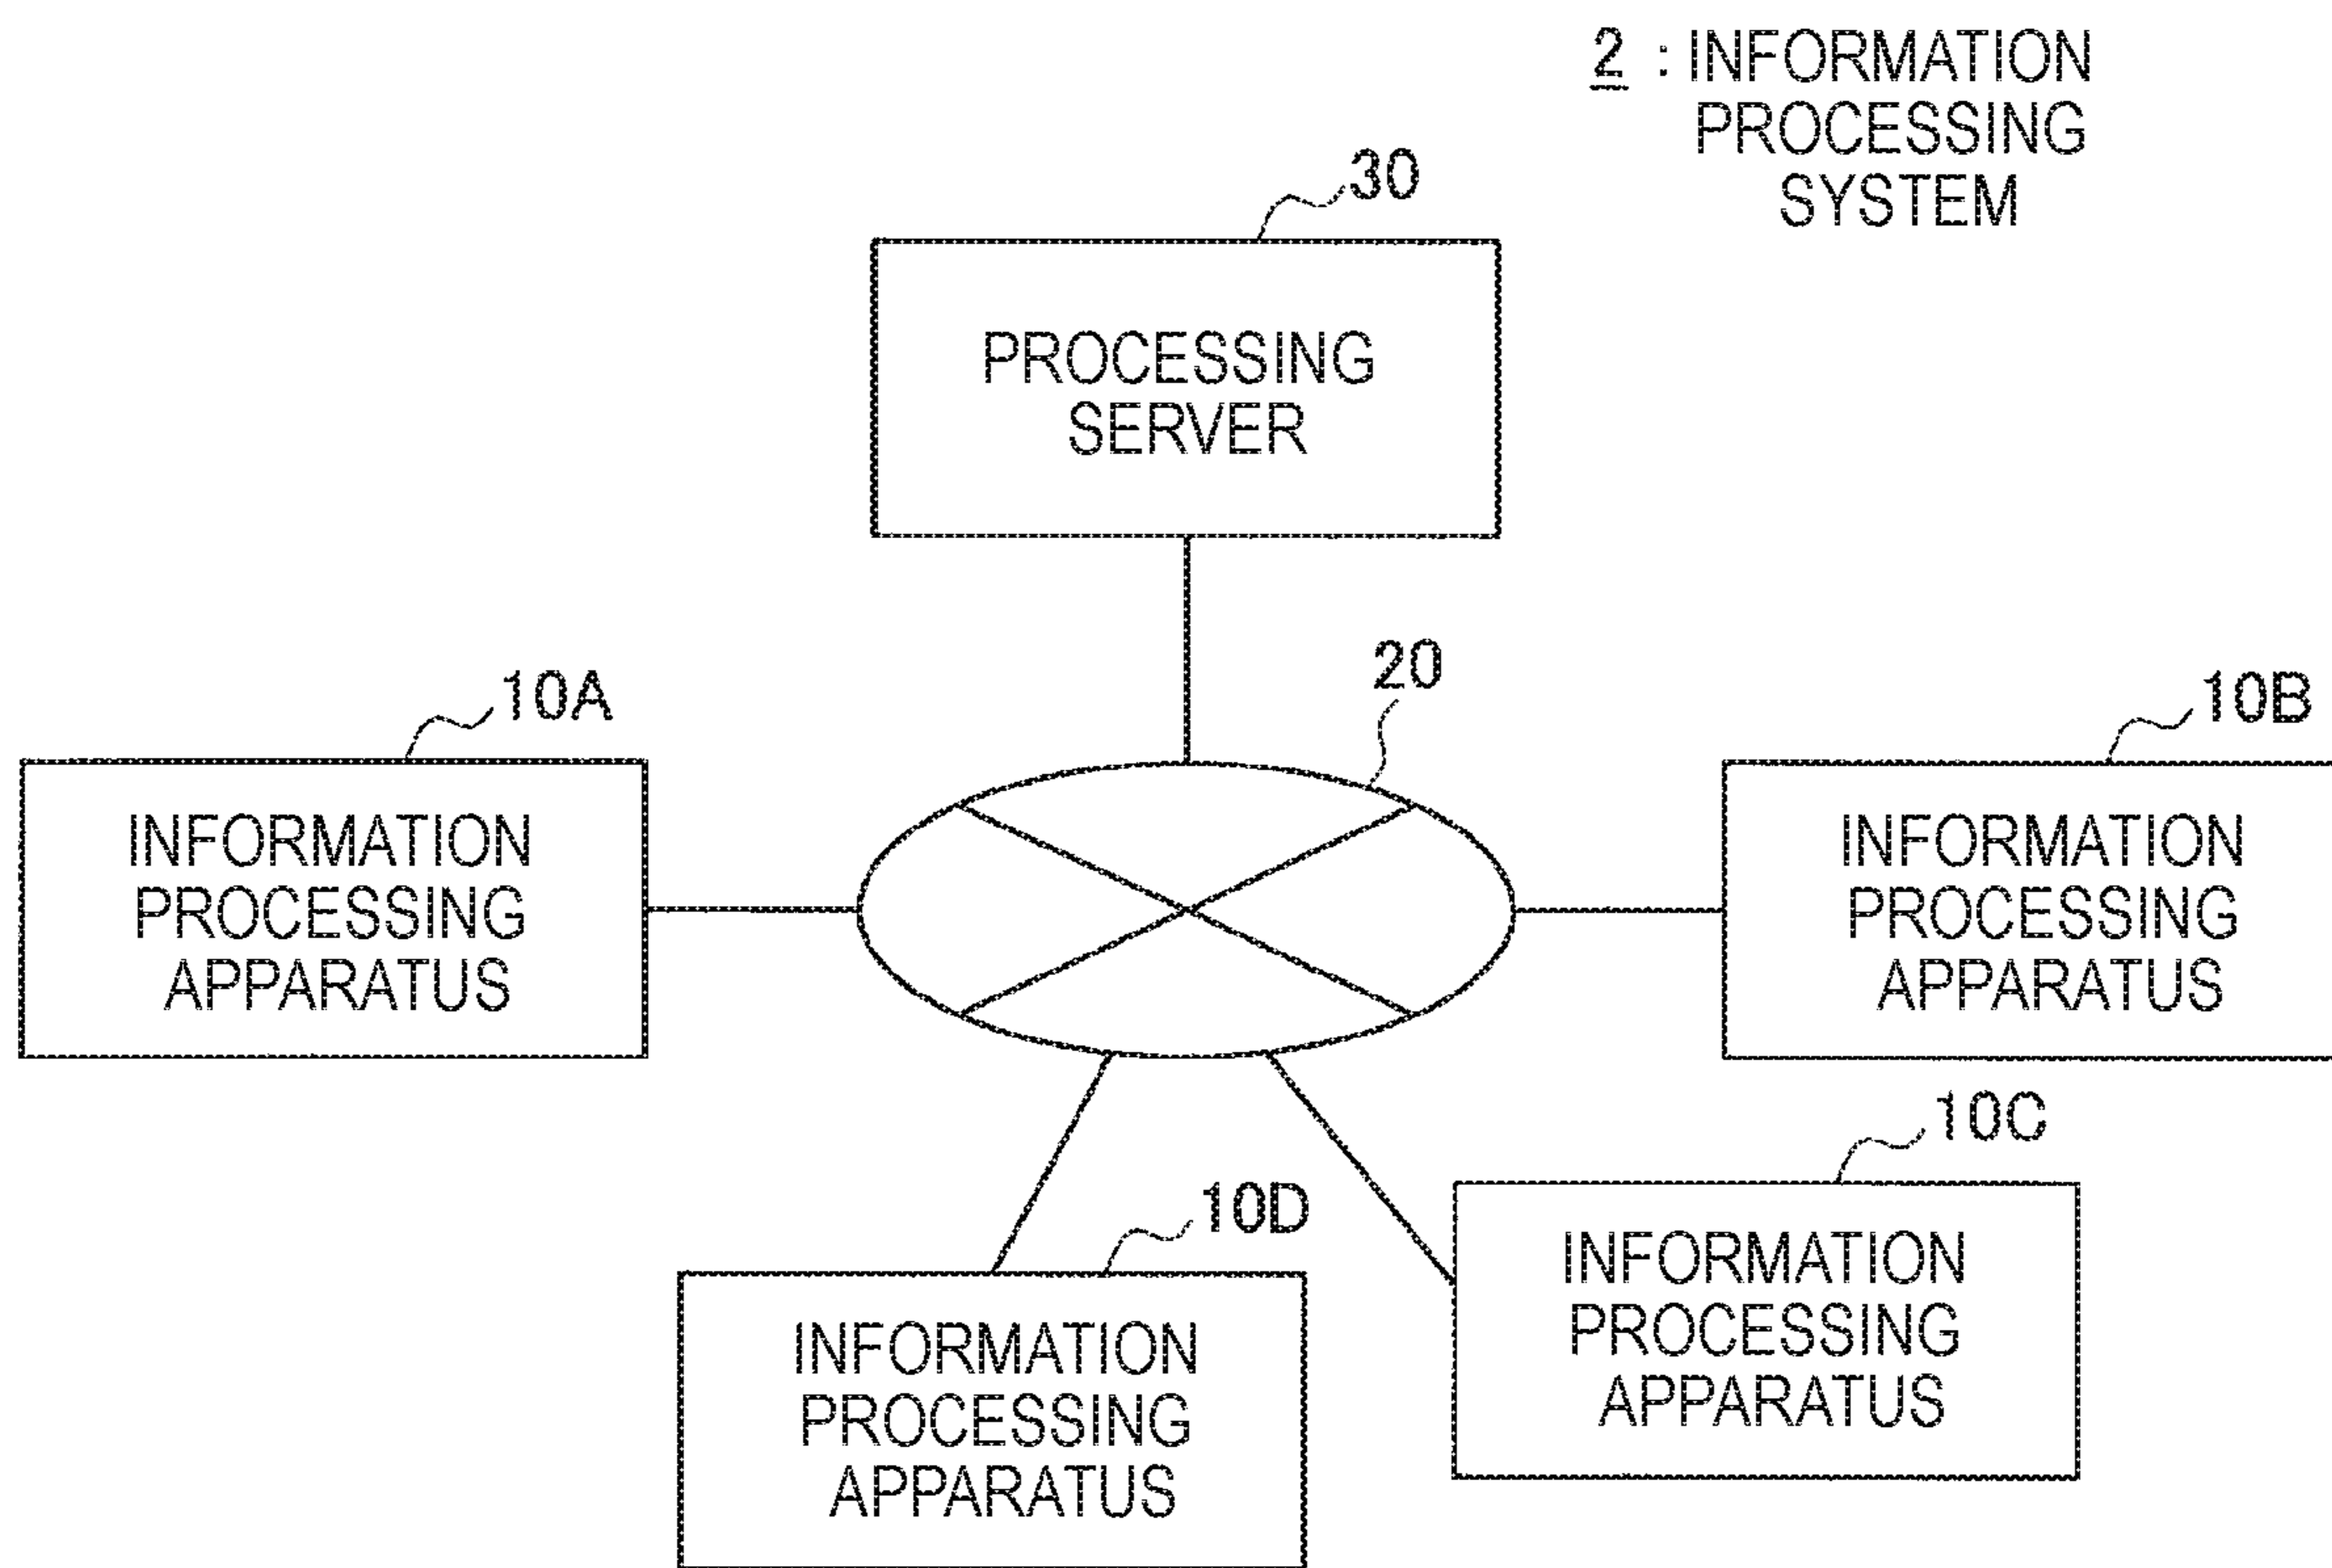 2 : INFORMATION
PROCESSING
SYSTEM
30
PROCESSING
SERVER
20
10A
INFORMATION
PROCESSING
APPARATUS
10B
INFORMATION
PROCESSING
APPARATUS
10C
INFORMATION
PROCESSING
APPARATUS
10D
INFORMATION
PROCESSING
APPARATUS